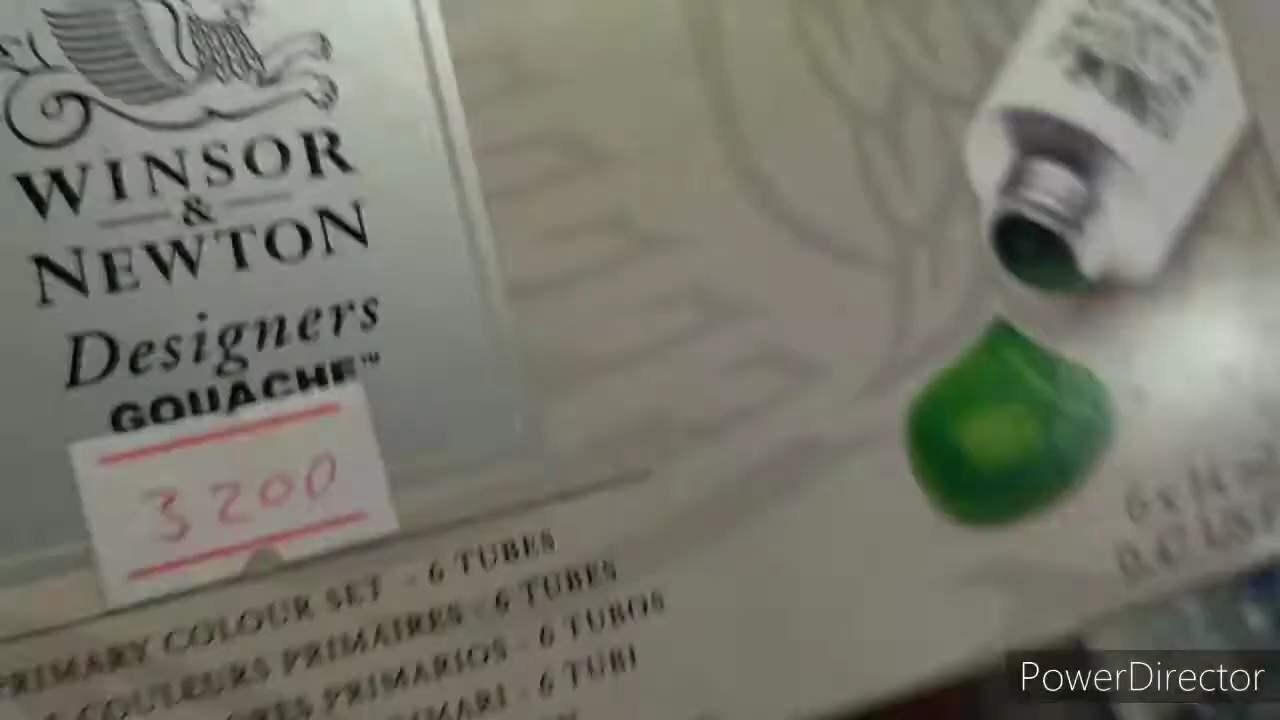 WINSOR
&
NEWTON
Designers
GOUACHE™
3200
PRIMARY COLOUR SET - 6 TUBES
COULEURS PRIMAIRES - 6 TUBES
PRIMARIOS - 6 TUBOS
6 TUBI
PowerDirector